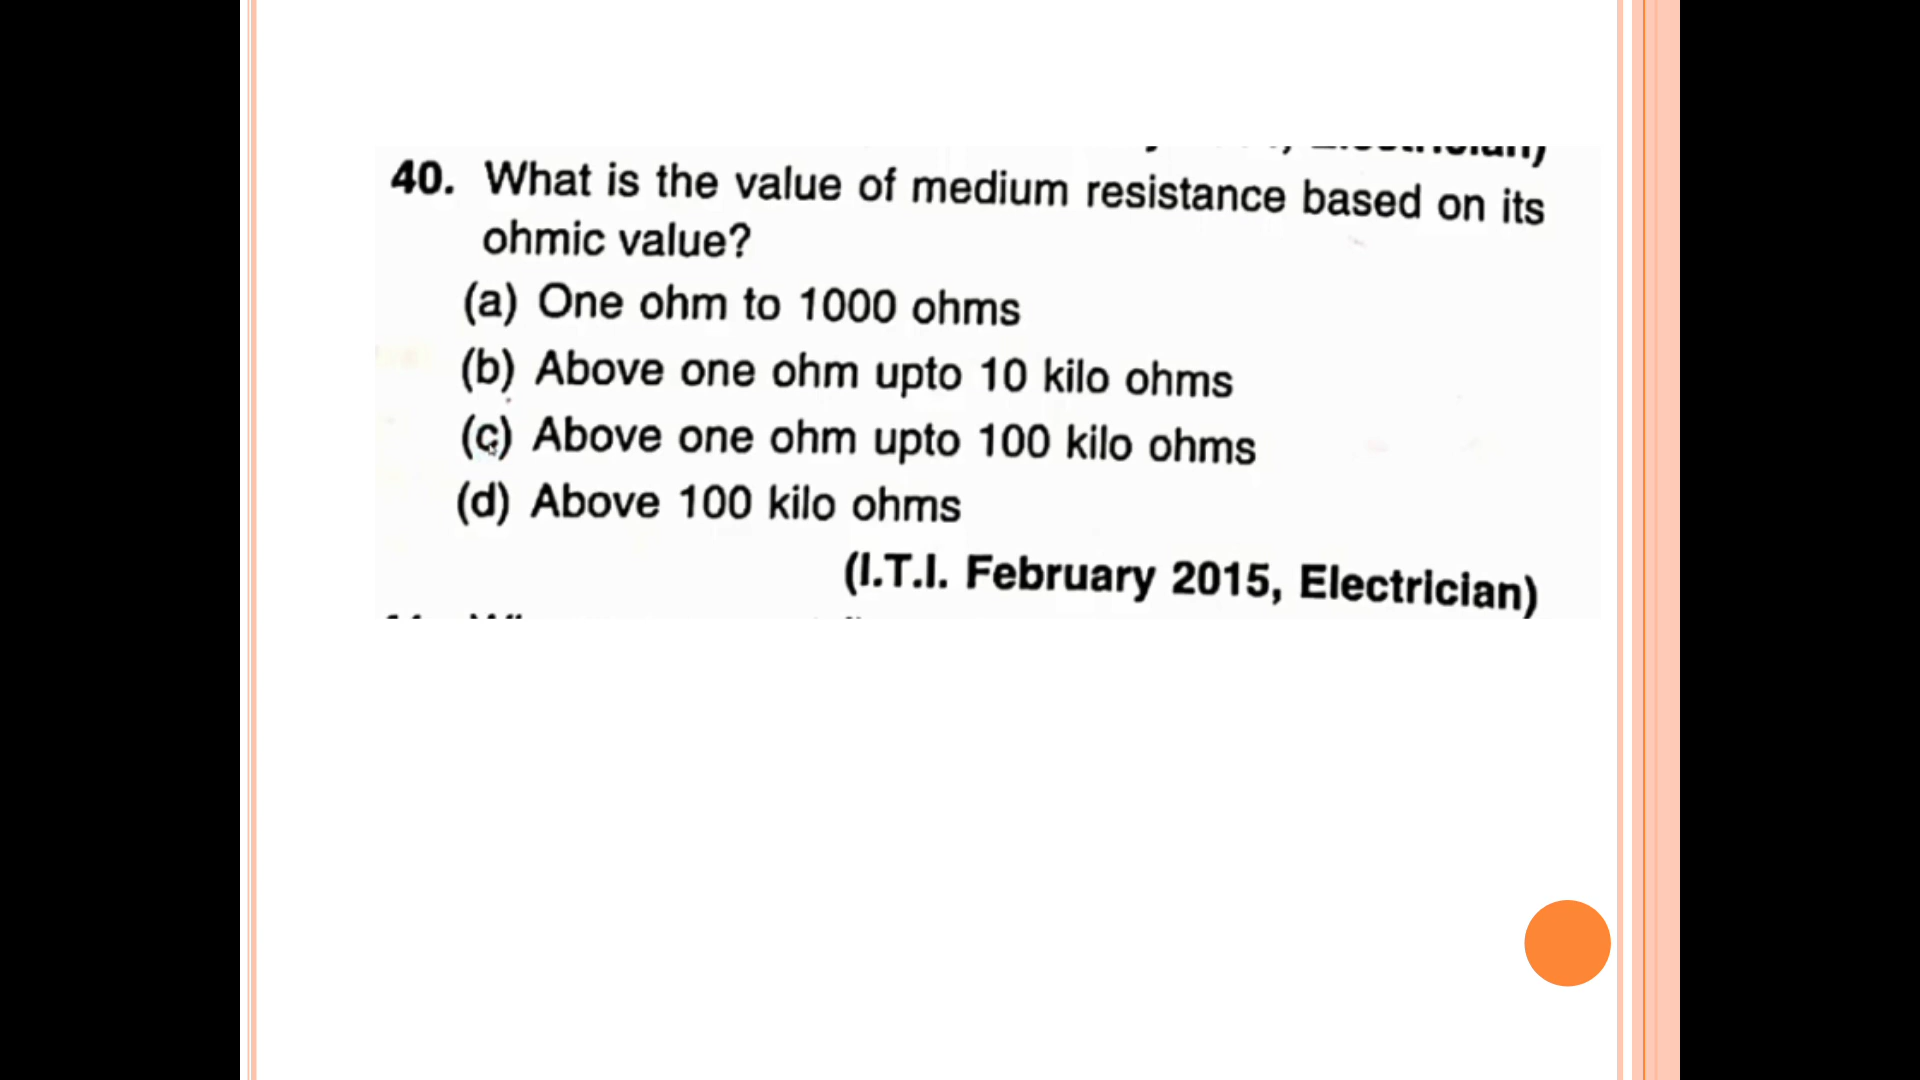 40. What is the value of medium resistance based on its
ohmic value?
(a) One ohm to 1000 ohms
(b) Above one ohm upto 10 kilo ohms
(c) Above one ohm upto 100 kilo ohms
(d) Above 100 kilo ohms
(I.T.I. February 2015, Electrician)